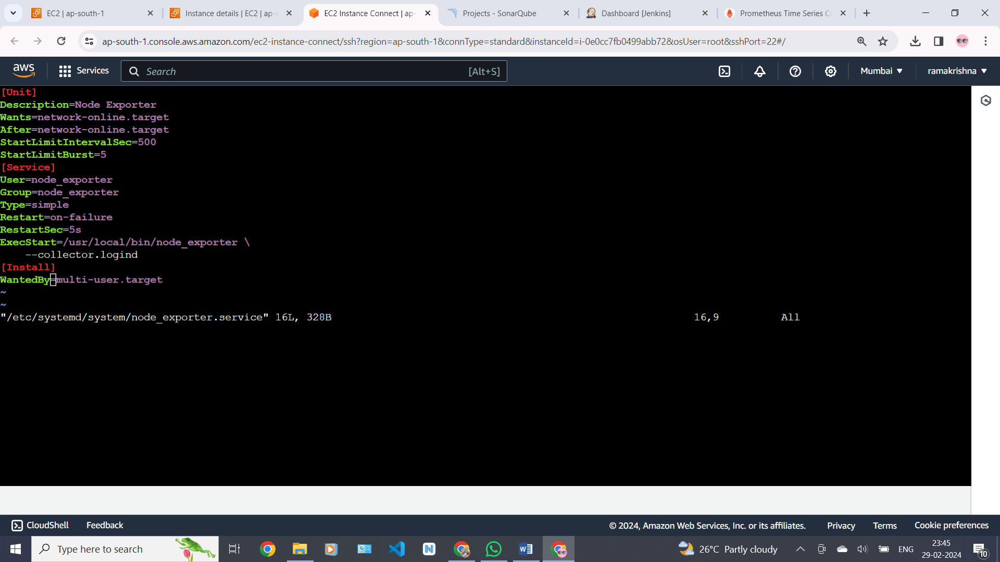 EC2 | ap-south-1
Instance details | EC2 | ap-s
EC2 Instance Connect | ap-
Projects - SonarQube
Dashboard [Jenkins]
Prometheus Time Series Co
ap-south-1.console.aws.amazon.com/ec2-instance-connect/ssh?region=ap-south-1&connType=standard&instanceId=i-0e0cc7fb0499abb72&osUser=root&sshPort=22#/
aws
Services
Search
[Alt+S]
Mumbai
ramakrishna
[Unit]
Description=Node Exporter
Wants=network-online.target
After=network-online.target
StartLimitIntervalSec=500
StartLimitBurst=5
[Service]
User=node_exporter
Group=node_exporter
Type=simple
Restart=on-failure
RestartSec=5s
ExecStart=/usr/local/bin/node_exporter \
    --collector.logind
[Install]
WantedBy=multi-user.target
~
~
"/etc/systemd/system/node_exporter.service" 16L, 328B 16,9 All
CloudShell
Feedback
© 2024, Amazon Web Services, Inc. or its affiliates.
Privacy
Terms
Cookie preferences
Type here to search
26°C Partly cloudy
ENG
23:45
29-02-2024
10